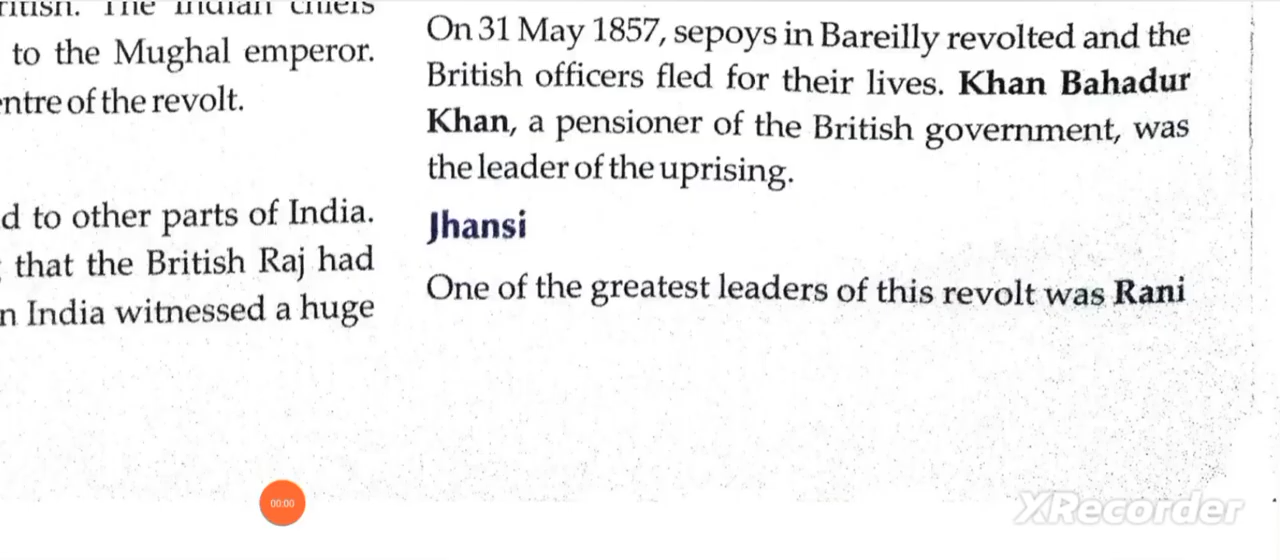 to the Mughal emperor.
of the revolt.
to other parts of India.
that the British Raj had
India witnessed a huge
On 31 May 1857, sepoys in Bareilly revolted and the
British officers fled for their lives. Khan Bahadur
Khan, a pensioner of the British government, was
the leader of the uprising.
Jhansi
One of the greatest leaders of this revolt was Rani
00:00
XRecorder